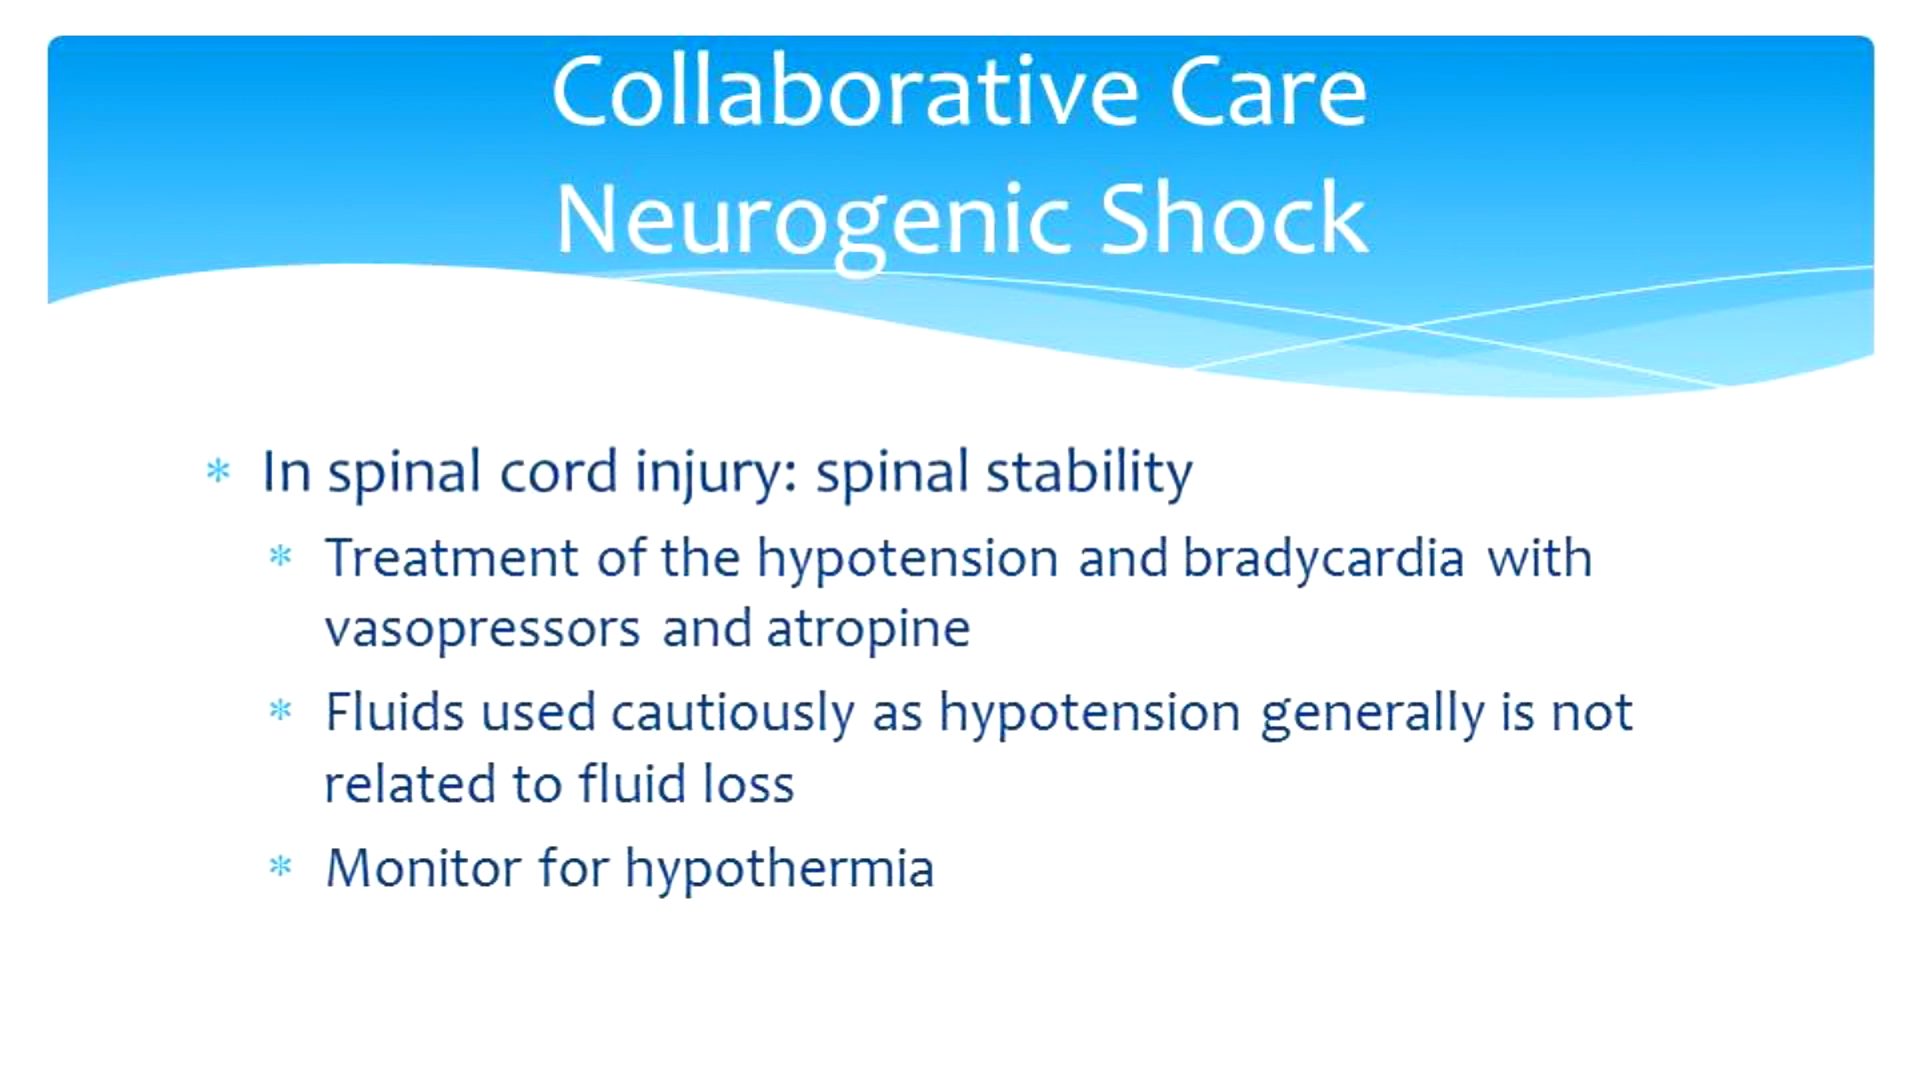 Collaborative Care
Neurogenic Shock
* In spinal cord injury: spinal stability
* Treatment of the hypotension and bradycardia with
vasopressors and atropine
* Fluids used cautiously as hypotension generally is not
related to fluid loss
* Monitor for hypothermia